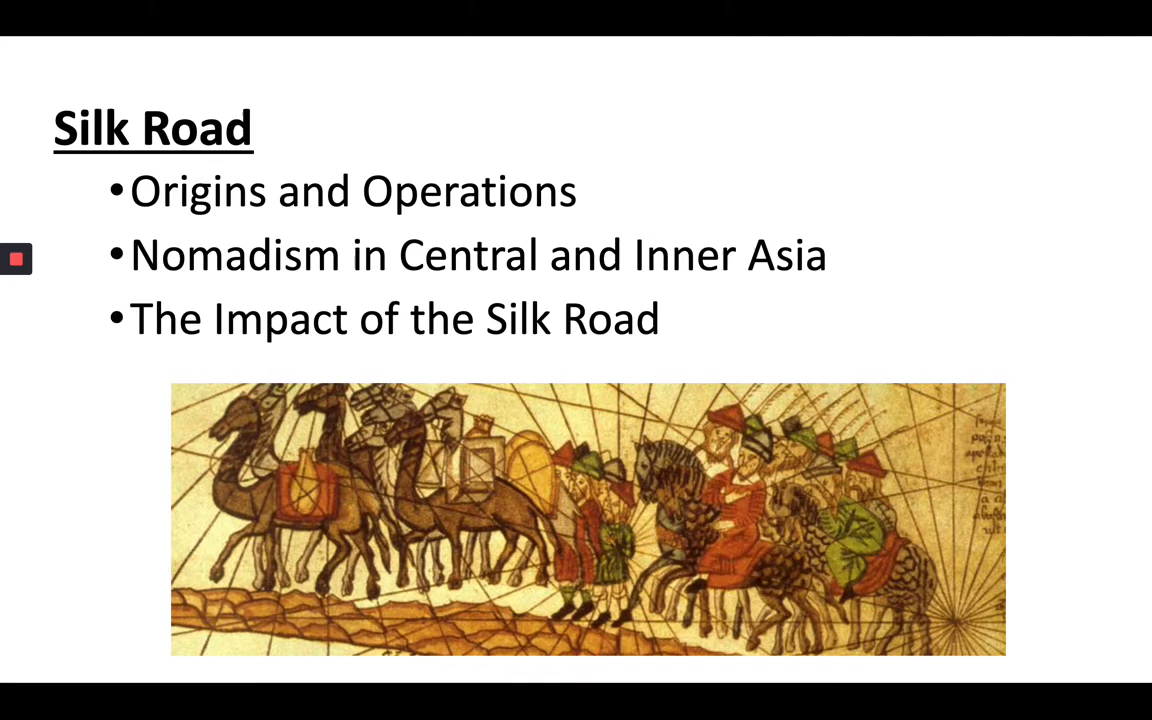 Silk Road
•Origins and Operations
•Nomadism in Central and Inner Asia
•The Impact of the Silk Road